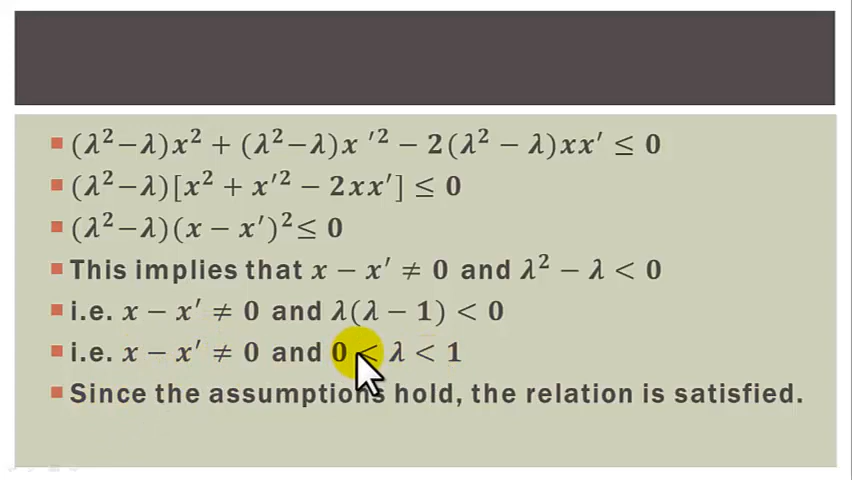 (λ²−λ)x² + (λ²−λ)x ′² − 2(λ² − λ)xx′ ≤ 0
(λ²−λ)[x² + x′² − 2xx′] ≤ 0
(λ²−λ)(x − x′)² ≤ 0
This implies that x − x′ ≠ 0 and λ² − λ < 0
i.e. x − x′ ≠ 0 and λ(λ − 1) < 0
i.e. x − x′ ≠ 0 and 0 < λ < 1
Since the assumptions hold, the relation is satisfied.